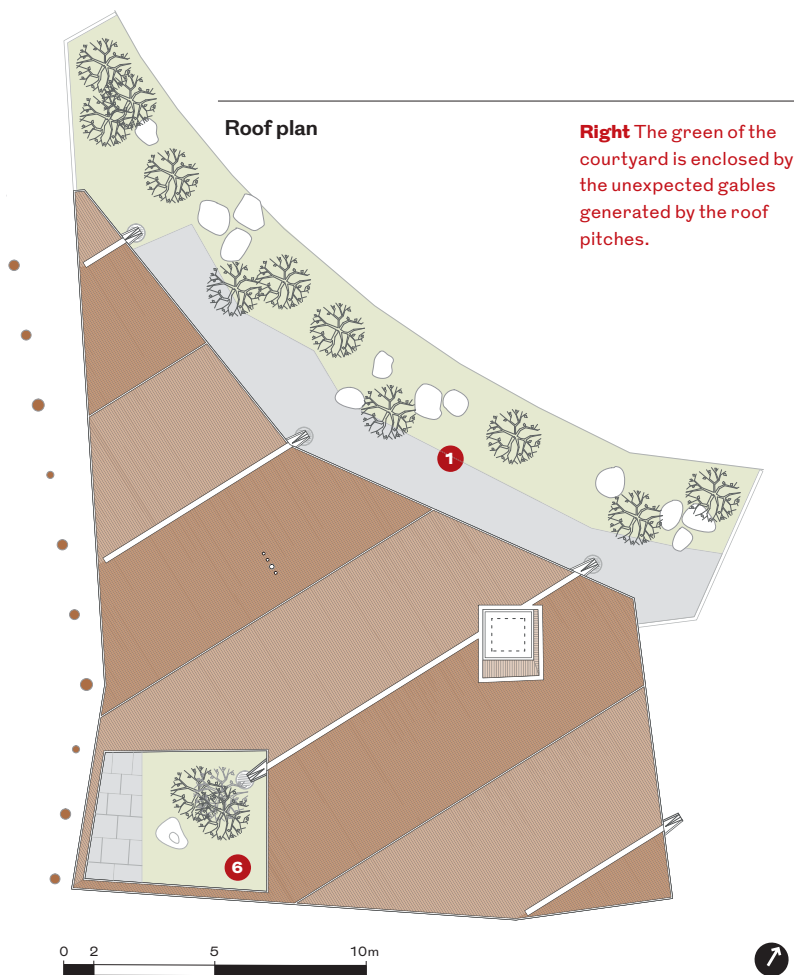 Roof plan
Right The green of the
courtyard is enclosed by
the unexpected gables
generated by the roof
pitches.
1
6
0 2 5 10m